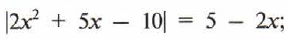 |2x² + 5x − 10| = 5 − 2x;